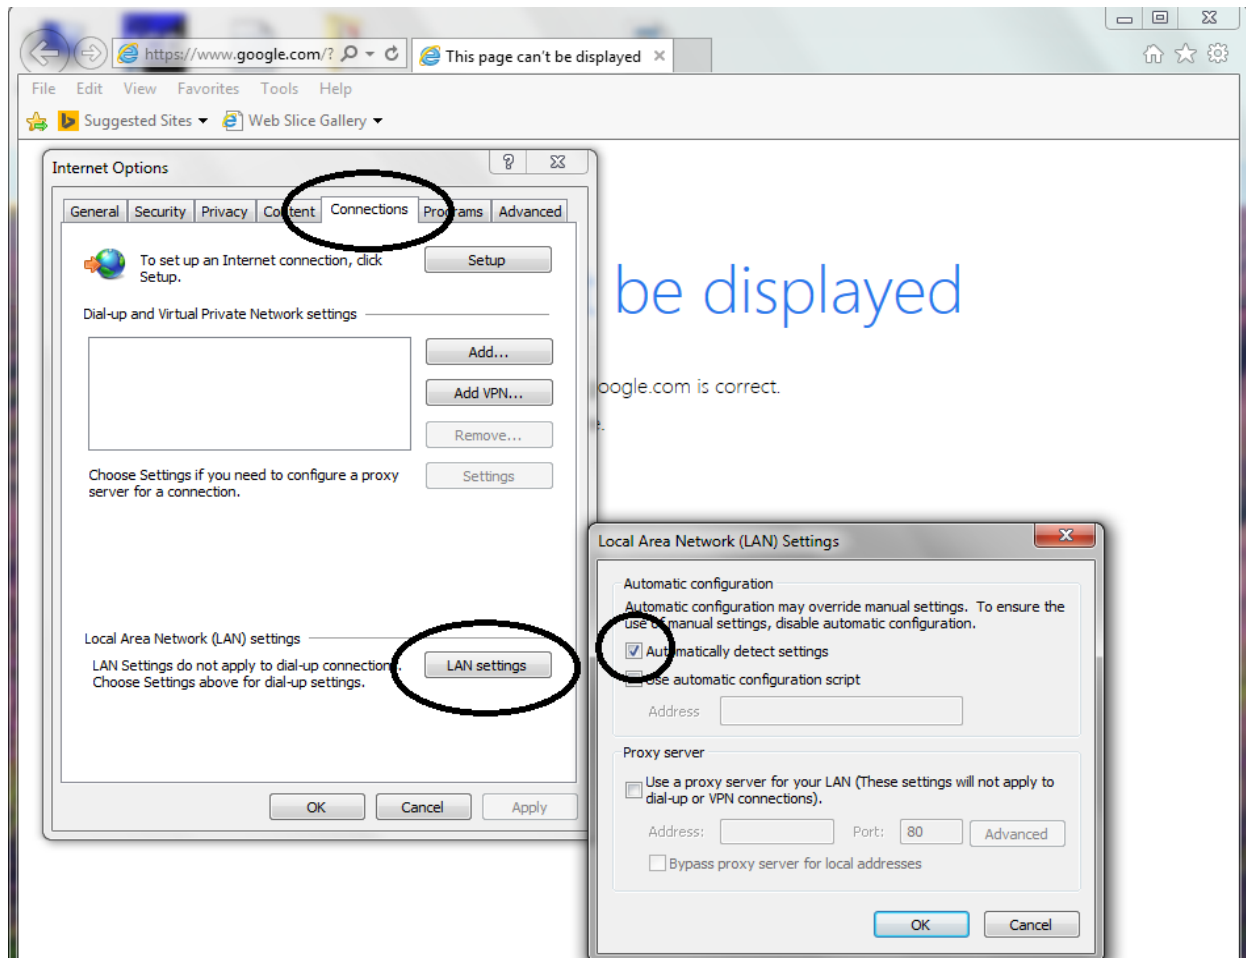 https://www.google.com/?
This page can't be displayed
File Edit View Favorites Tools Help
Suggested Sites
Web Slice Gallery
Internet Options
General Security Privacy Content Connections Programs Advanced
To set up an Internet connection, click
Setup.
Setup
Dial-up and Virtual Private Network settings
Add...
Add VPN...
Remove...
Choose Settings if you need to configure a proxy
server for a connection.
Settings
Local Area Network (LAN) settings
LAN Settings do not apply to dial-up connections.
Choose Settings above for dial-up settings.
LAN settings
OK Cancel Apply
be displayed
oogle.com is correct.
Local Area Network (LAN) Settings
Automatic configuration
Automatic configuration may override manual settings. To ensure the
use of manual settings, disable automatic configuration.
Automatically detect settings
Use automatic configuration script
Address
Proxy server
Use a proxy server for your LAN (These settings will not apply to
dial-up or VPN connections).
Address: Port: 80 Advanced
Bypass proxy server for local addresses
OK Cancel